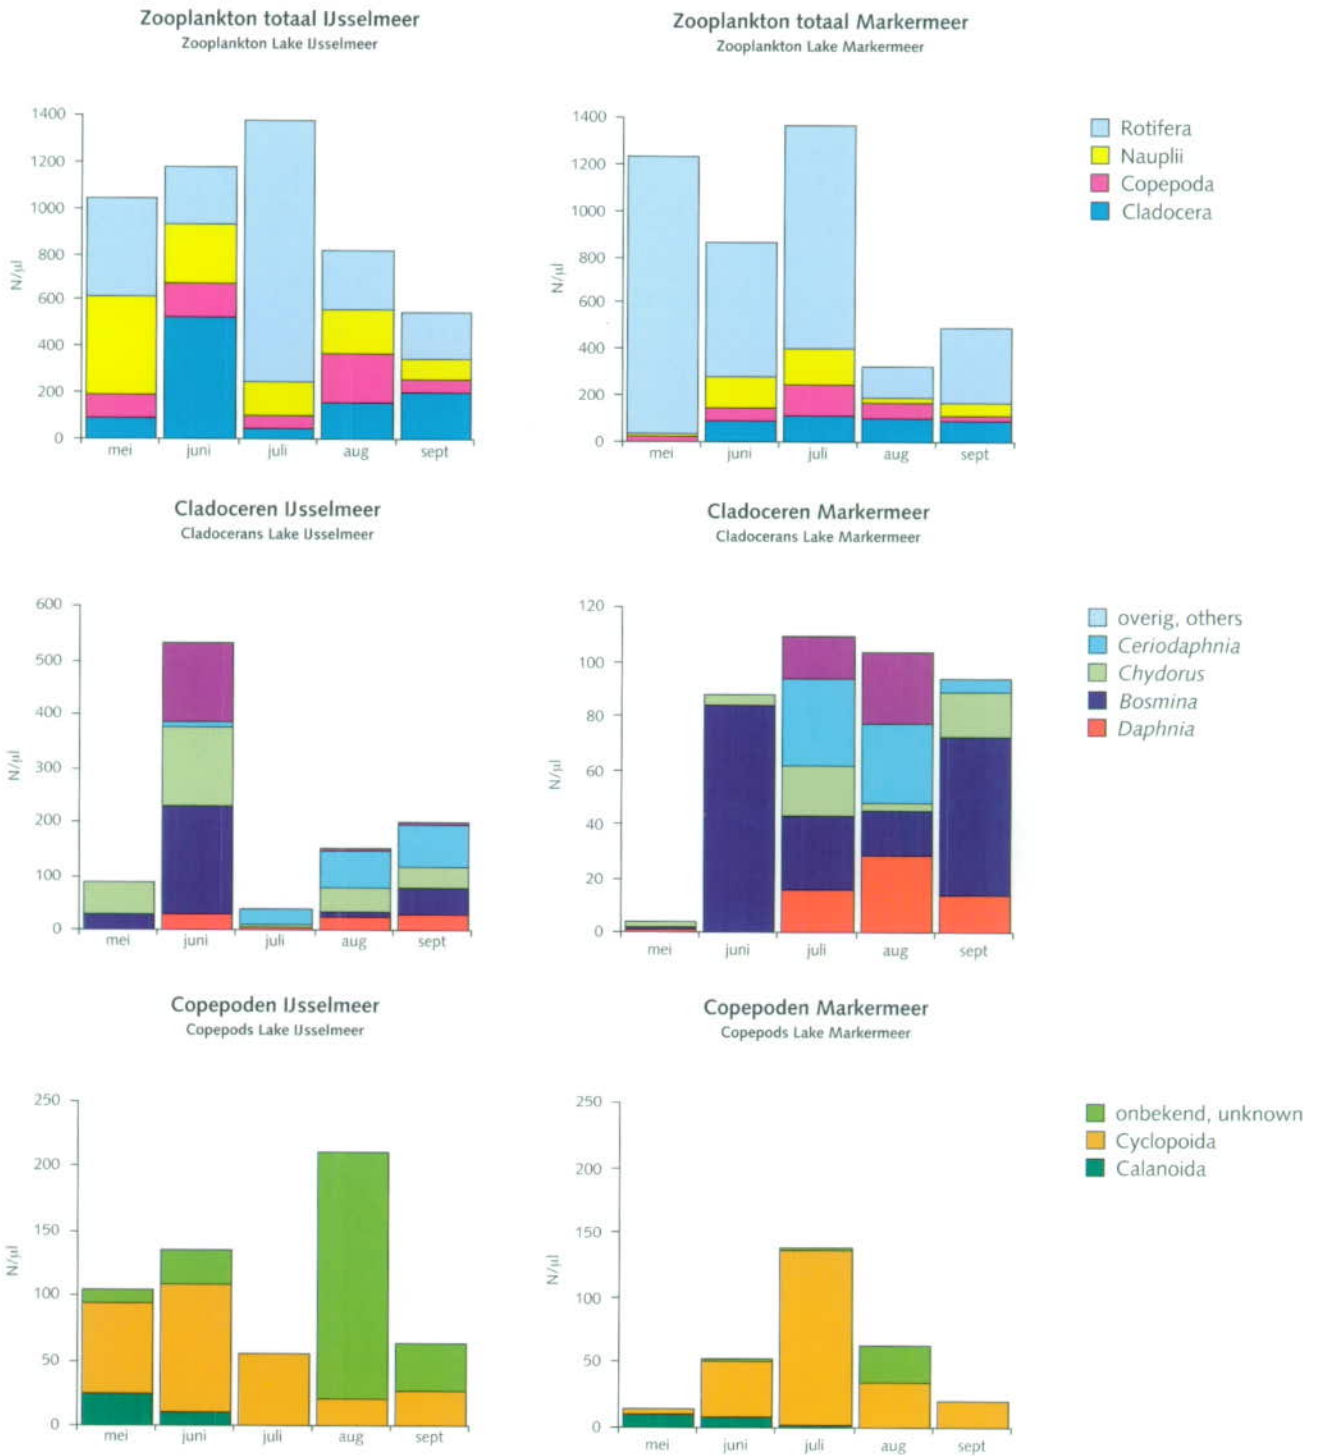 Zooplankton totaal IJsselmeer
Zooplankton Lake IJsselmeer
1400
1200
1000
800
600
400
200
0
N/µl
mei juni juli aug sept
Zooplankton totaal Markermeer
Zooplankton Lake Markermeer
1400
1200
1000
800
600
400
200
0
N/µl
mei juni juli aug sept
Rotifera
Nauplii
Copepoda
Cladocera
Cladoceren IJsselmeer
Cladocerans Lake IJsselmeer
600
500
400
300
200
100
0
N/µl
mei juni juli aug sept
Cladoceren Markermeer
Cladocerans Lake Markermeer
120
100
80
60
40
20
0
N/µl
mei juni juli aug sept
overig, others
Ceriodaphnia
Chydorus
Bosmina
Daphnia
Copepoden IJsselmeer
Copepods Lake IJsselmeer
250
200
150
100
50
0
N/µl
mei juni juli aug sept
Copepoden Markermeer
Copepods Lake Markermeer
250
200
150
100
50
0
N/µl
mei juni juli aug sept
onbekend, unknown
Cyclopoida
Calanoida